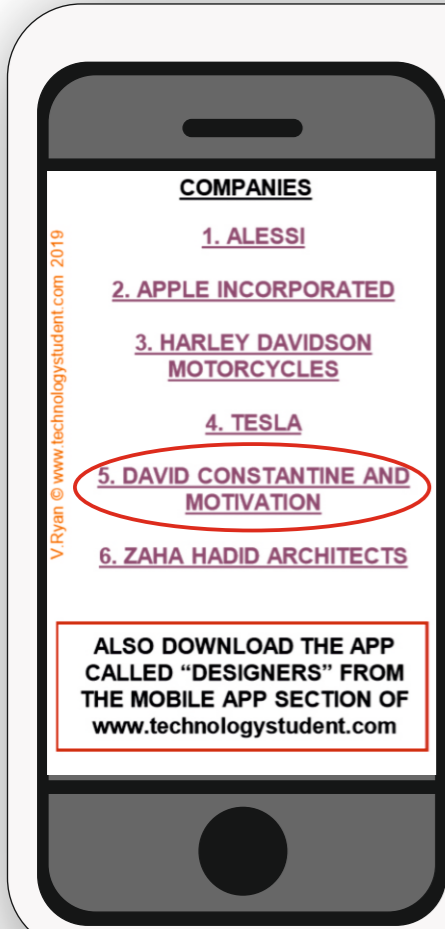 COMPANIES
1. ALESSI
2. APPLE INCORPORATED
3. HARLEY DAVIDSON
MOTORCYCLES
4. TESLA
5. DAVID CONSTANTINE AND
MOTIVATION
6. ZAHA HADID ARCHITECTS
V.Ryan © www.technologystudent.com 2019
ALSO DOWNLOAD THE APP
CALLED “DESIGNERS” FROM
THE MOBILE APP SECTION OF
www.technologystudent.com